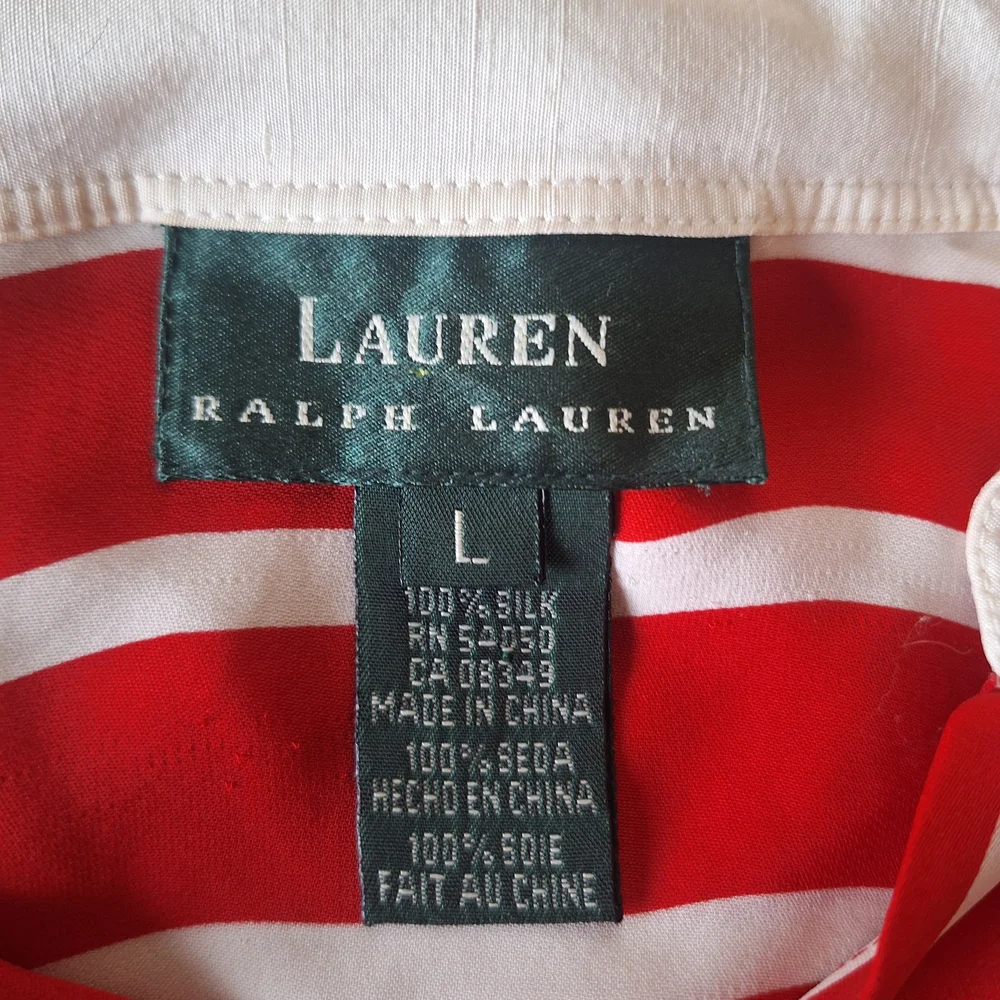 LAUREN
RALPH LAUREN
L
100% SILK
RN 54050
CA 08349
MADE IN CHINA
100% SEDA
HECHO EN CHINA
100% SOIE
FAIT AU CHINE